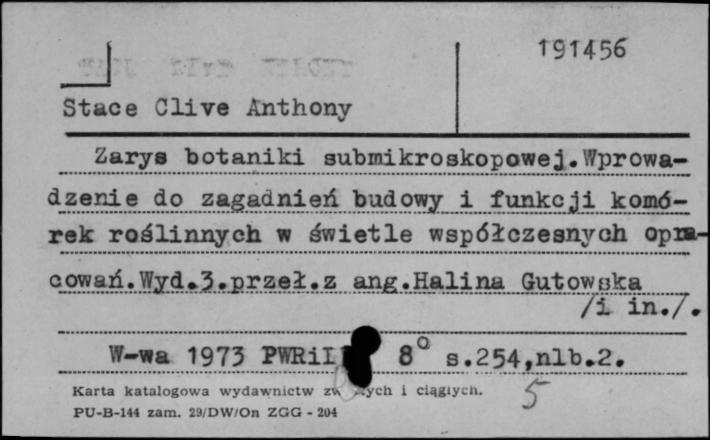 191456
Stace Clive Anthony
Zarys botaniki submikroskopowej.Wprowa-
dzenie do zagadnień budowy i funkcji komó-
rek roślinnych w świetle współczesnych opra-
cowań.Wyd.3.przeł.z ang.Halina Gutowska
/i in./.
W-wa 1973 8° s.254,nlb.2.
Karta katalogowa wydawnictw i ciągłych. 5
PU-B-144 zam. 29/DW/On ZGG - 204